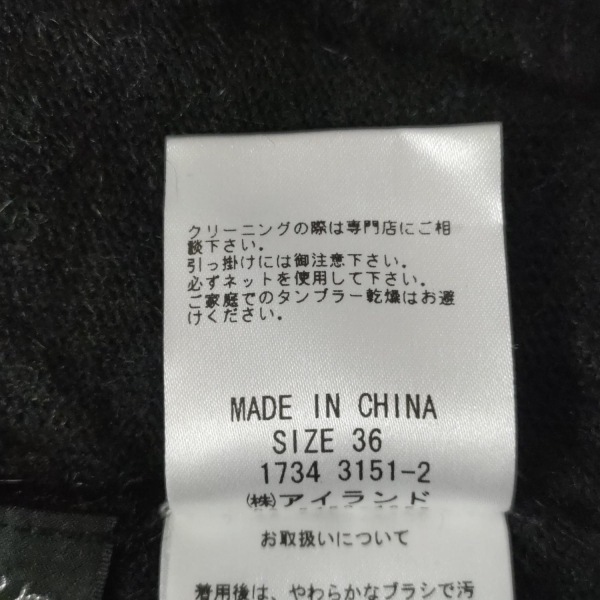 クリーニングの際は専門店にご相
談下さい。
引っ掛けには御注意下さい。
必ずネットを使用して下さい。
ご家庭でのタンブラー乾燥はお避
けください。
MADE IN CHINA
SIZE 36
1734 3151-2
㈱アイランド
お取扱いについて
着用後は、やわらかなブラシで汚